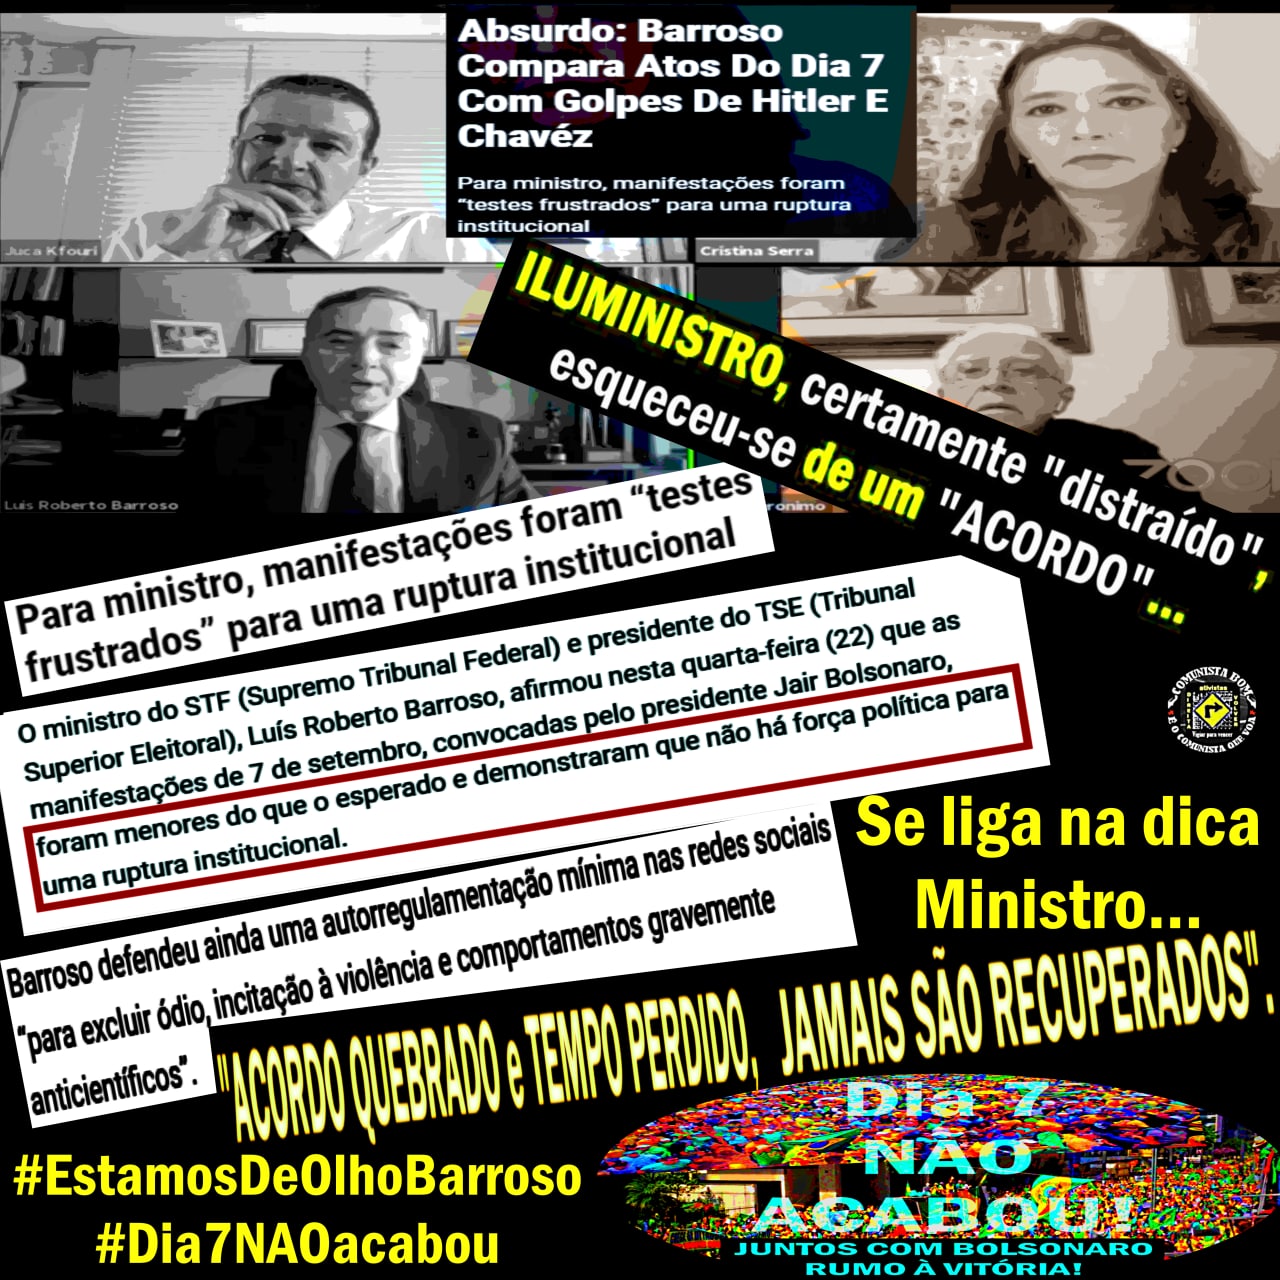 Absurdo: Barroso
Compara Atos Do Dia 7
Com Golpes De Hitler E
Chavéz
Para ministro, manifestações foram
“testes frustrados” para uma ruptura
institucional
Juca Kfouri
Cristina Serra
Luís Roberto Barroso
ronimo
ILUMINISTRO, certamente "distraído",
esqueceu-se de um "ACORDO"...
Para ministro, manifestações foram “testes
frustrados” para uma ruptura institucional
O ministro do STF (Supremo Tribunal Federal) e presidente do TSE (Tribunal
Superior Eleitoral), Luís Roberto Barroso, afirmou nesta quarta-feira (22) que as
manifestações de 7 de setembro, convocadas pelo presidente Jair Bolsonaro,
foram menores do que o esperado e demonstraram que não há força política para
uma ruptura institucional.
COMUNISTA BOM
ativistas
DIREITA
VOLVER
Vigiar para vencer
É O COMUNISTA QUE VOA
Barroso defendeu ainda uma autorregulamentação mínima nas redes sociais
“para excluir ódio, incitação à violência e comportamentos gravemente
anticientíficos”.
Se liga na dica
Ministro...
"ACORDO QUEBRADO e TEMPO PERDIDO, JAMAIS SÃO RECUPERADOS".
#EstamosDeOlhoBarroso
#Dia7NAOacabou
Dia 7
NÃO
ACABOU!
JUNTOS COM BOLSONARO
RUMO À VITÓRIA!